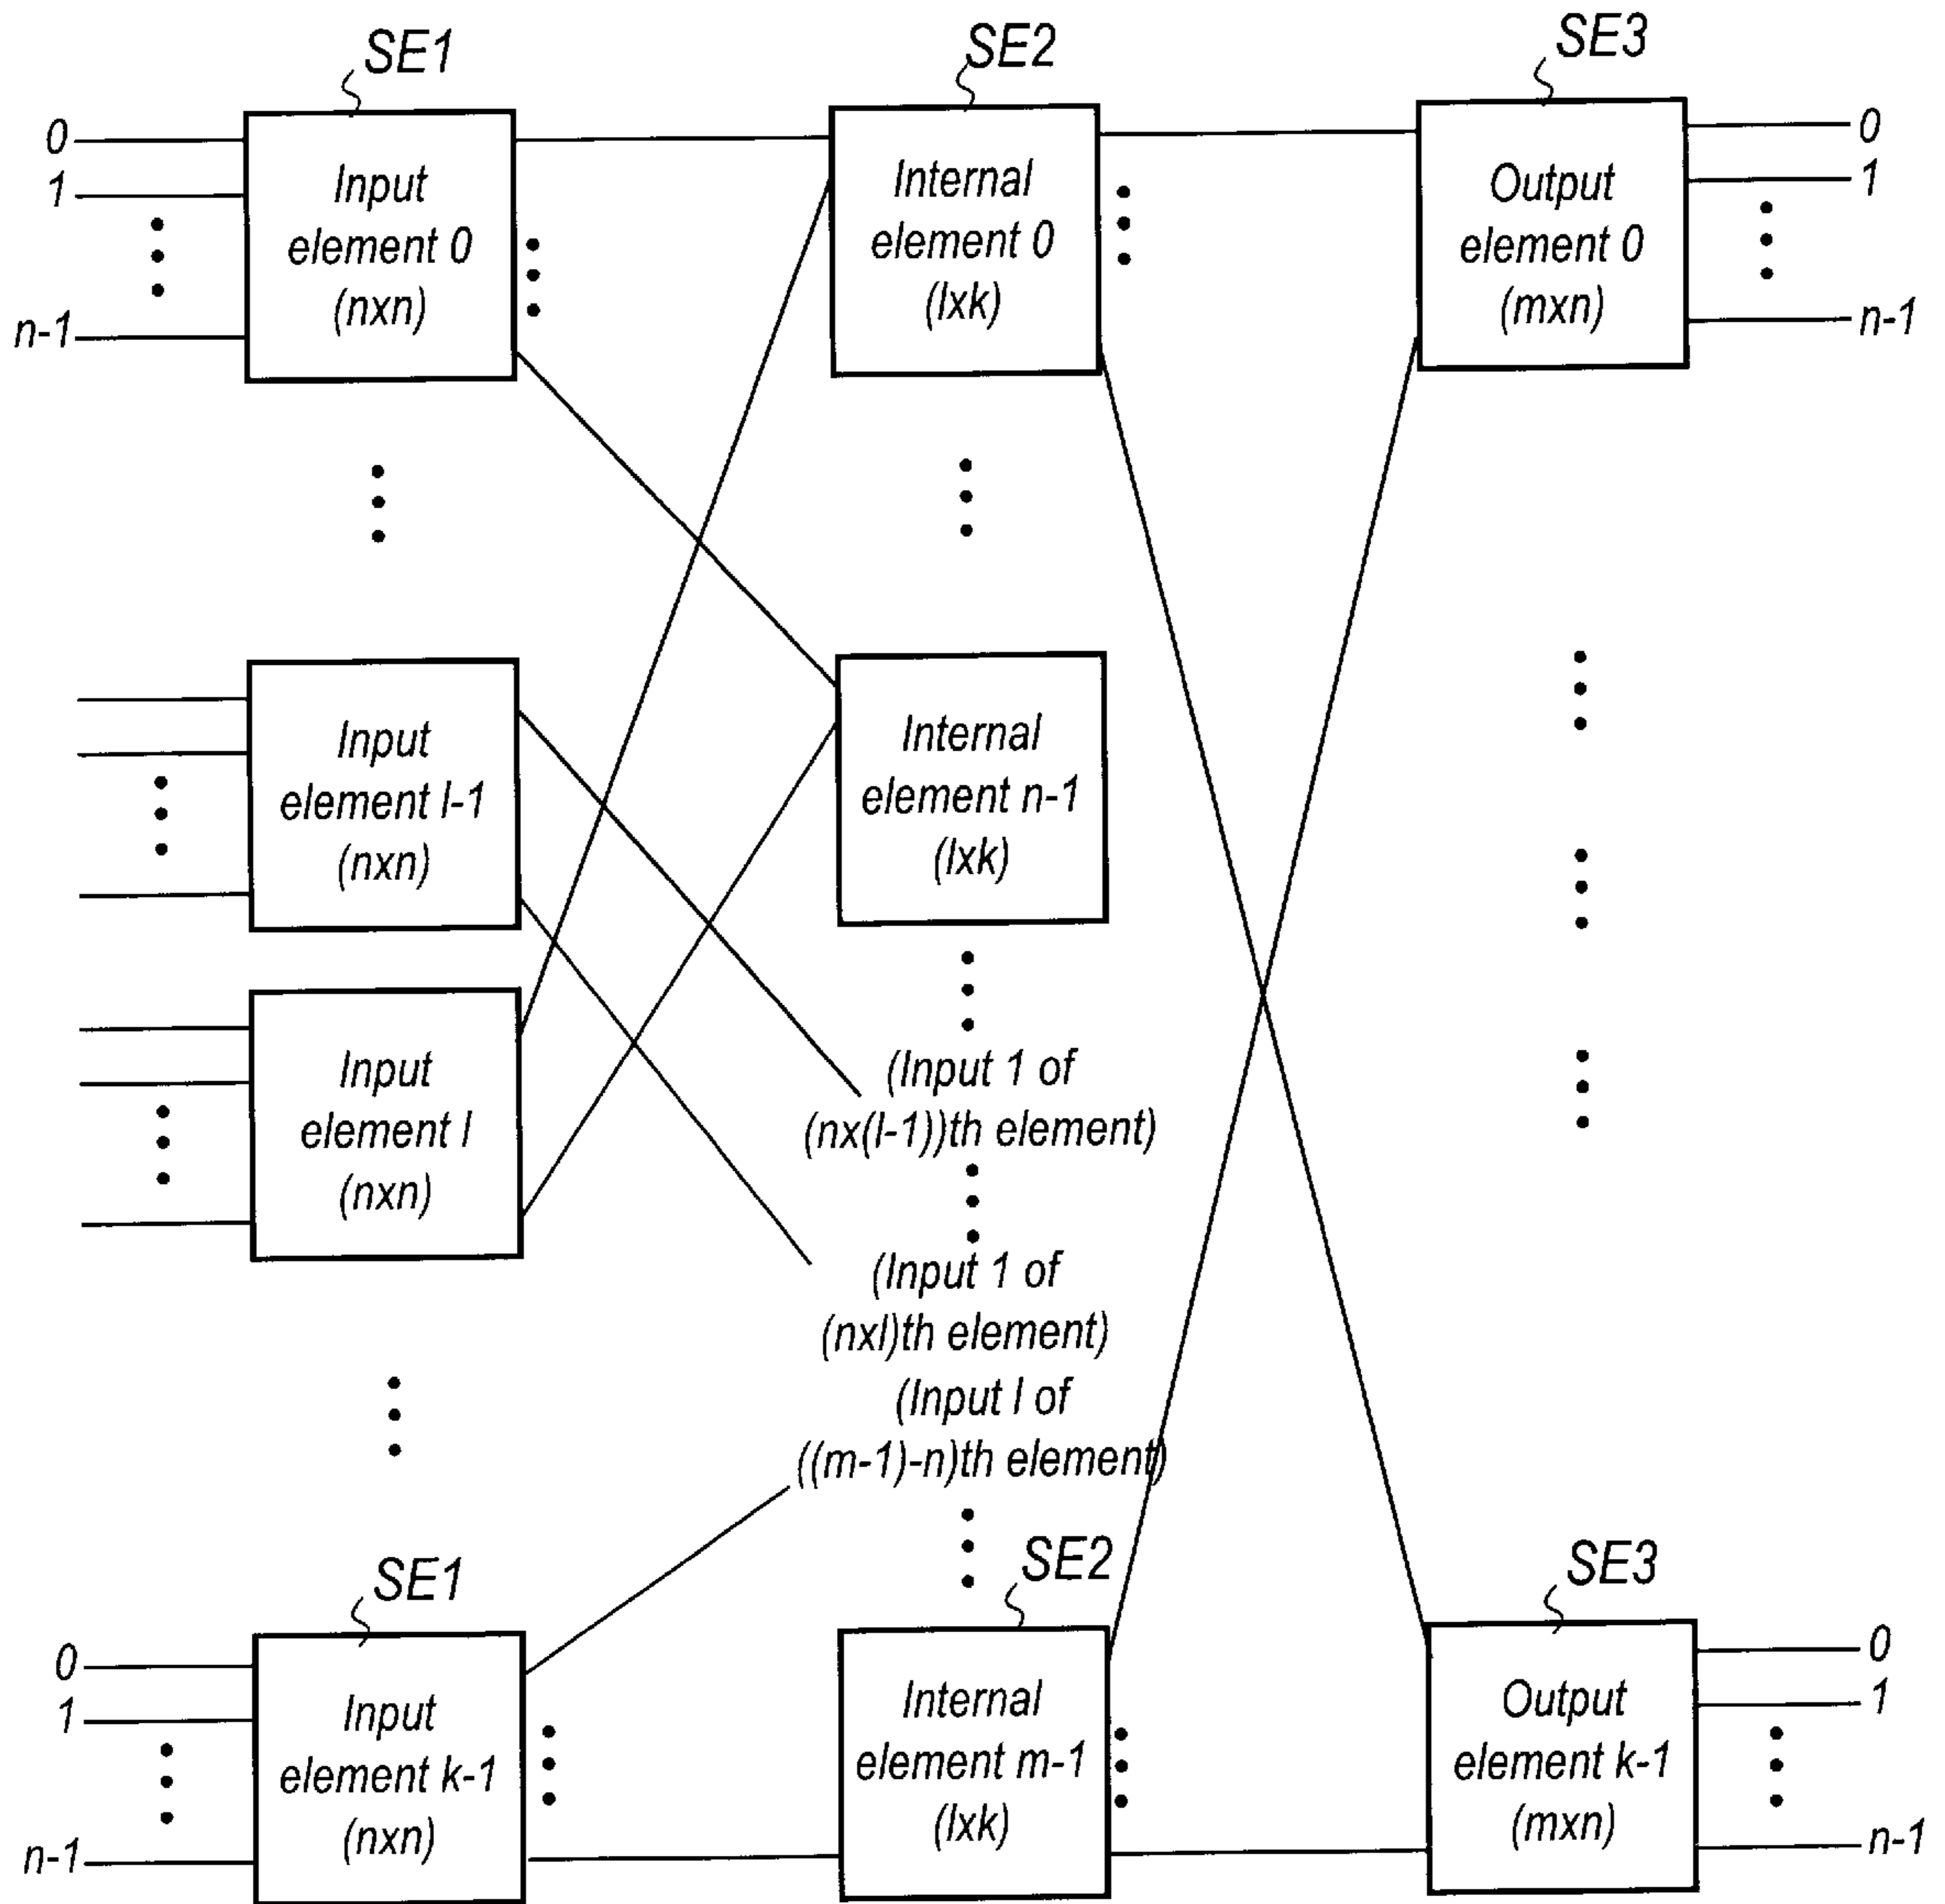 SE1
SE2
SE3
0
1
n-1
Input
element 0
(nxn)
Internal
element 0
(lxk)
Output
element 0
(mxn)
0
1
n-1
Input
element l-1
(nxn)
Internal
element n-1
(lxk)
Input
element l
(nxn)
(Input 1 of
(nx(l-1))th element)
(Input 1 of
(nxl)th element)
(Input l of
((m-1)-n)th element)
SE1
SE2
SE3
0
1
n-1
Input
element k-1
(nxn)
Internal
element m-1
(lxk)
Output
element k-1
(mxn)
0
1
n-1